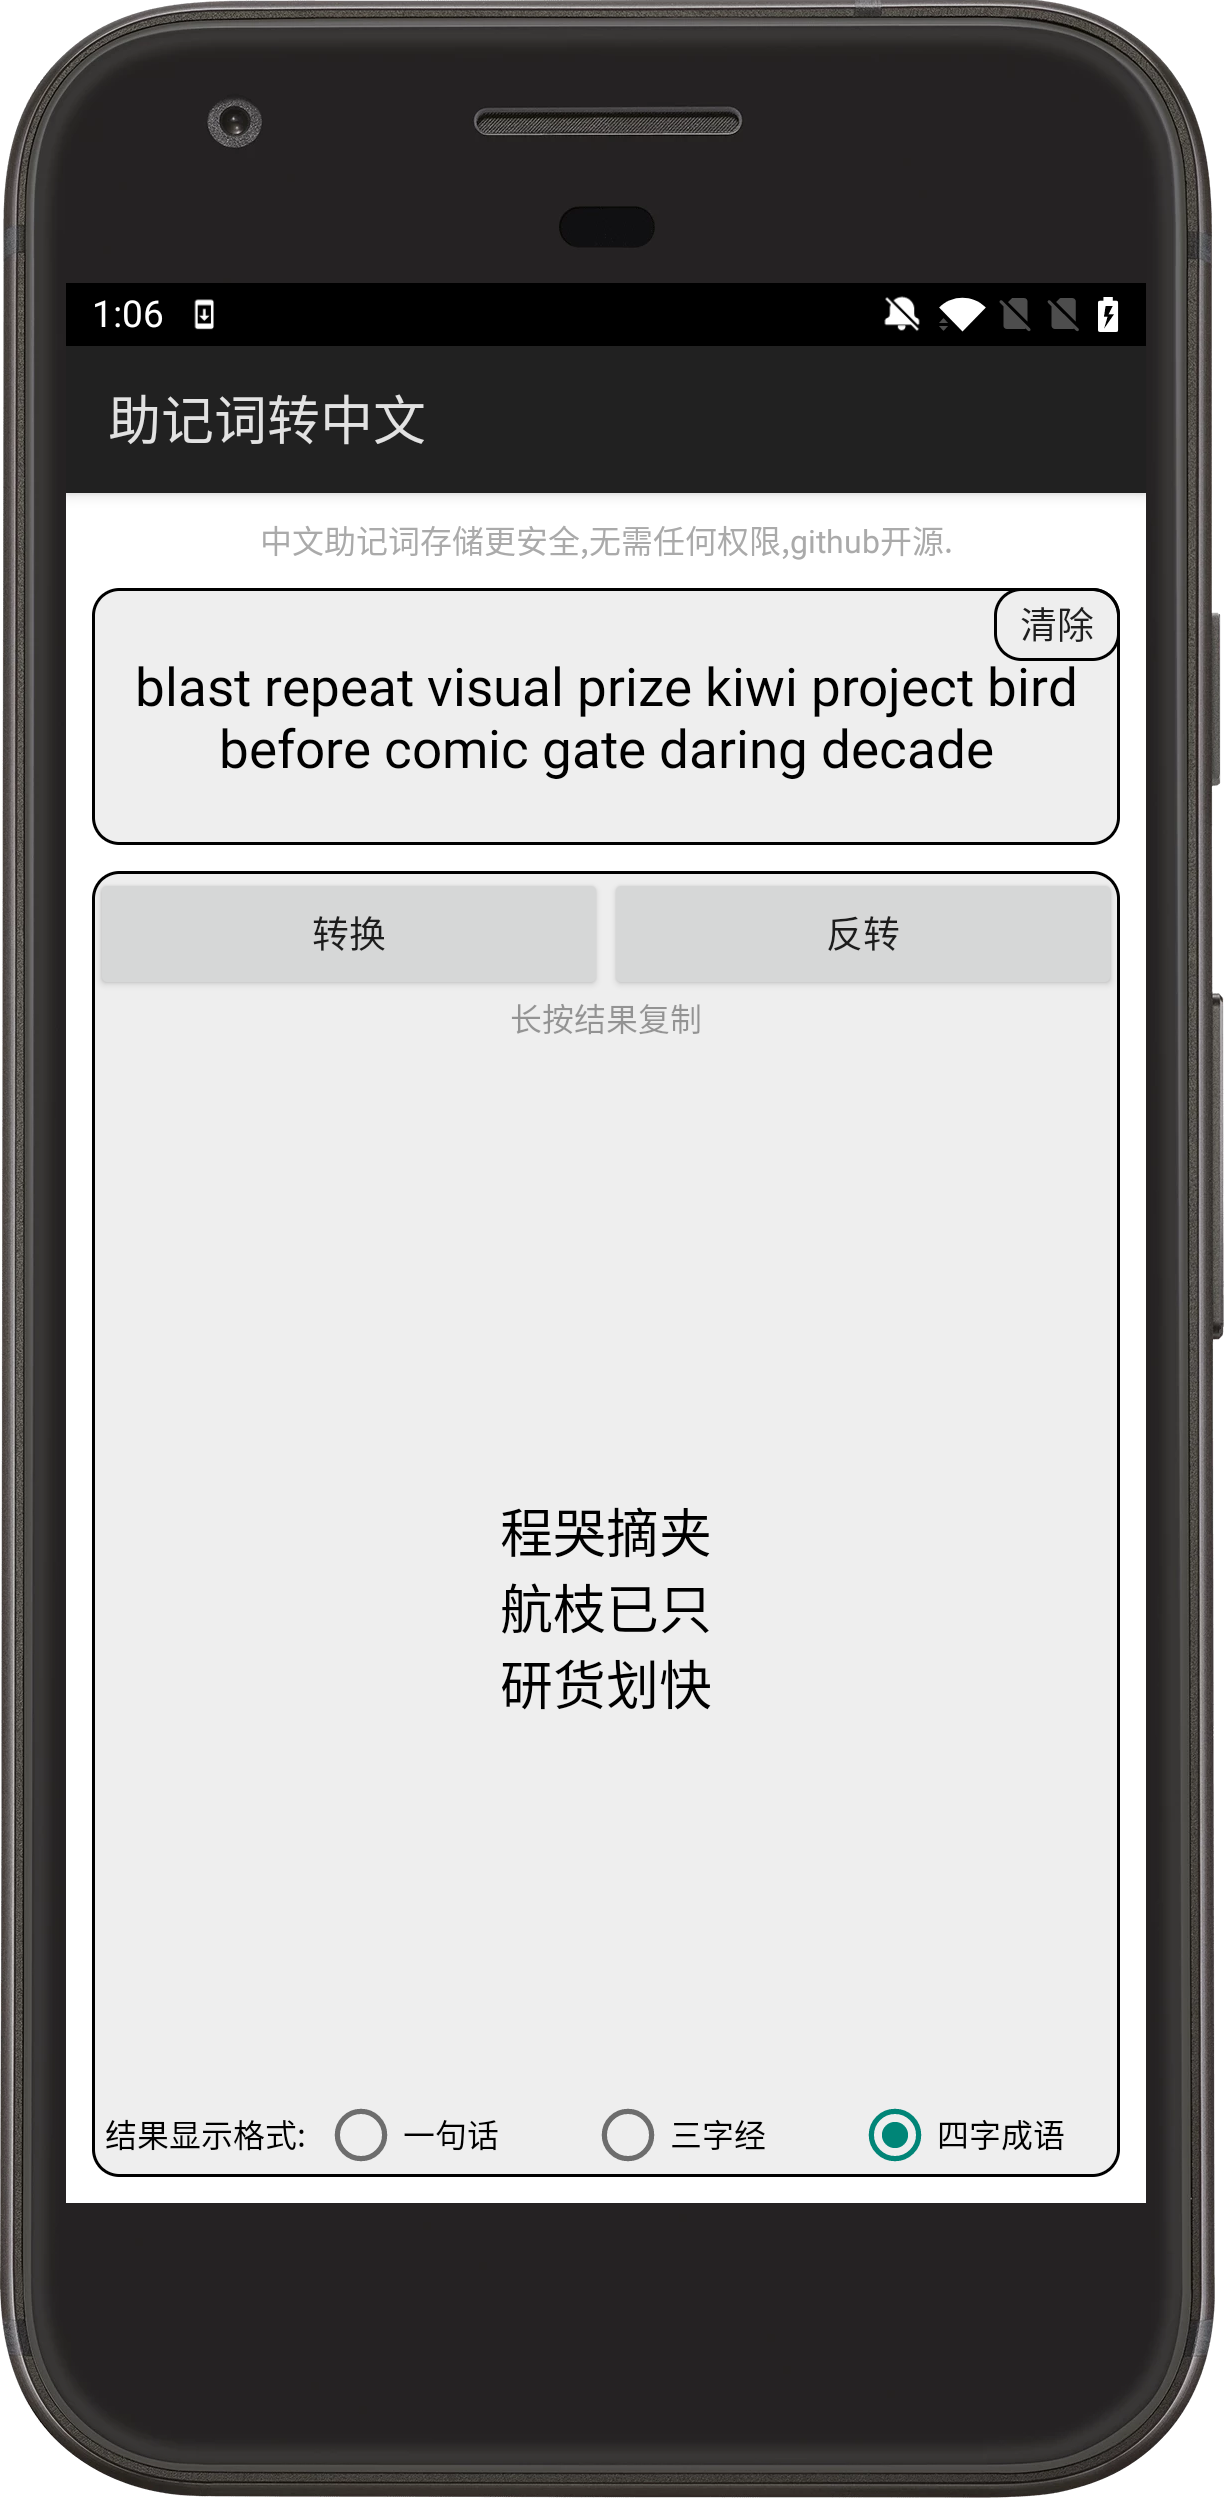 1:06
助记词转中文
中文助记词存储更安全,无需任何权限,github开源.
清除
blast repeat visual prize kiwi project bird
before comic gate daring decade
转换 反转
长按结果复制
程哭摘夹
航枝已只
研货划快
结果显示格式: 一句话 三字经 四字成语